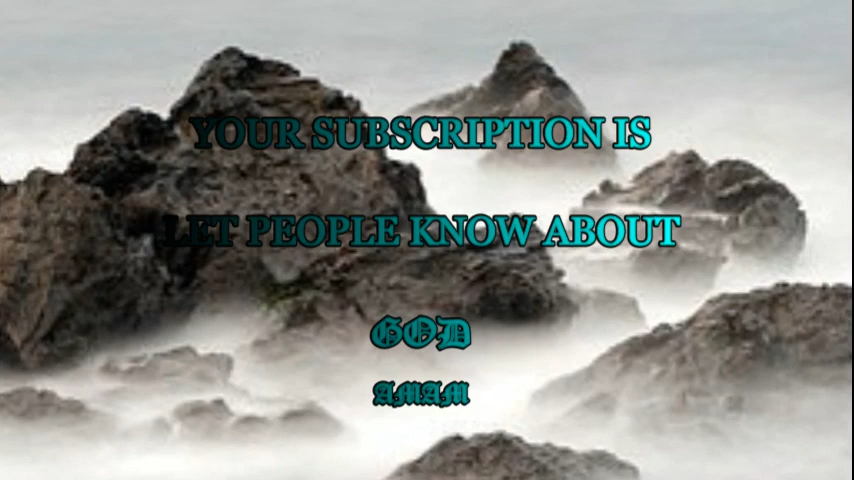 YOUR SUBSCRIPTION IS
LET PEOPLE KNOW ABOUT
GOD
AMAM